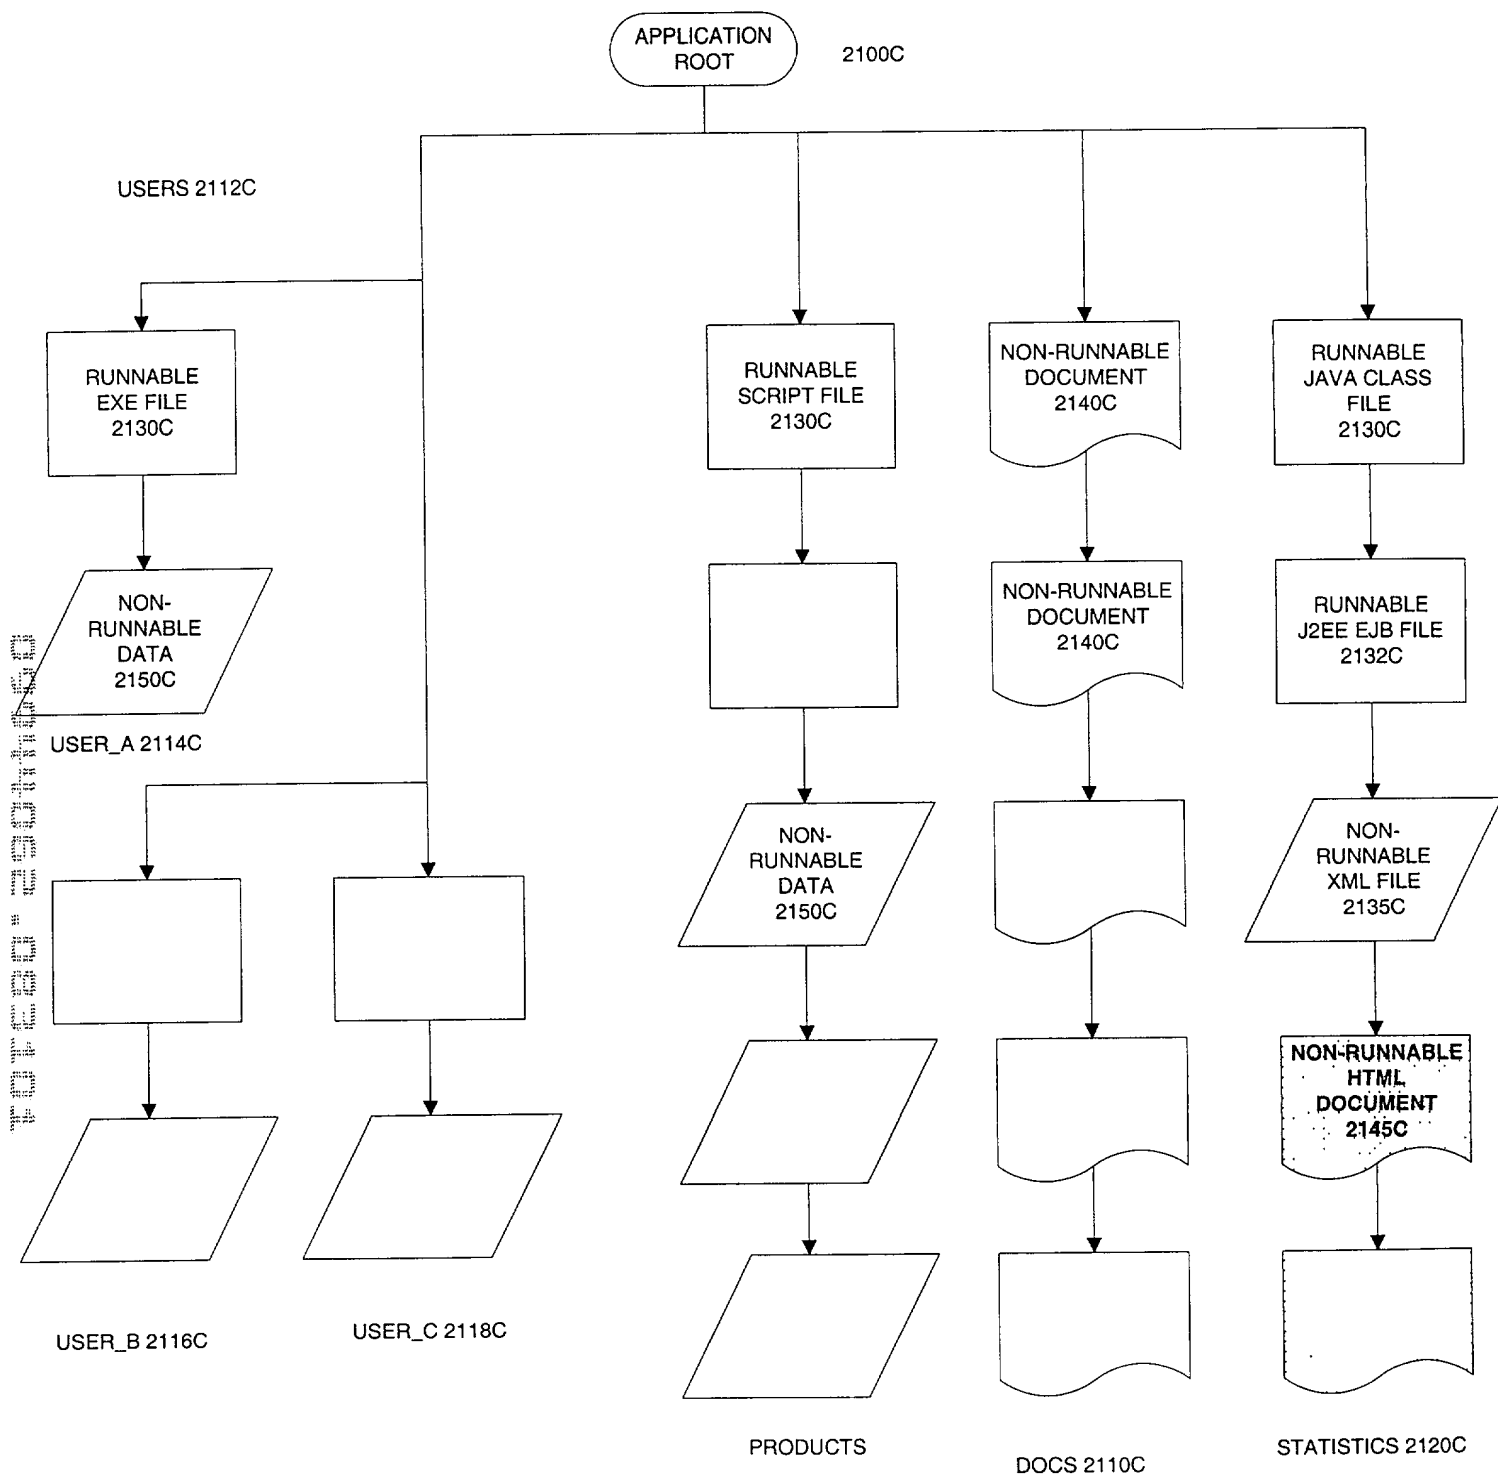 APPLICATION
ROOT
2100C
USERS 2112C
RUNNABLE
EXE FILE
2130C
RUNNABLE
SCRIPT FILE
2130C
NON-RUNNABLE
DOCUMENT
2140C
RUNNABLE
JAVA CLASS
FILE
2130C
NON-
RUNNABLE
DATA
2150C
NON-RUNNABLE
DOCUMENT
2140C
RUNNABLE
J2EE EJB FILE
2132C
USER_A 2114C
NON-
RUNNABLE
DATA
2150C
NON-
RUNNABLE
XML FILE
2135C
NON-RUNNABLE
HTML
DOCUMENT
2145C
USER_B 2116C
USER_C 2118C
PRODUCTS
DOCS 2110C
STATISTICS 2120C